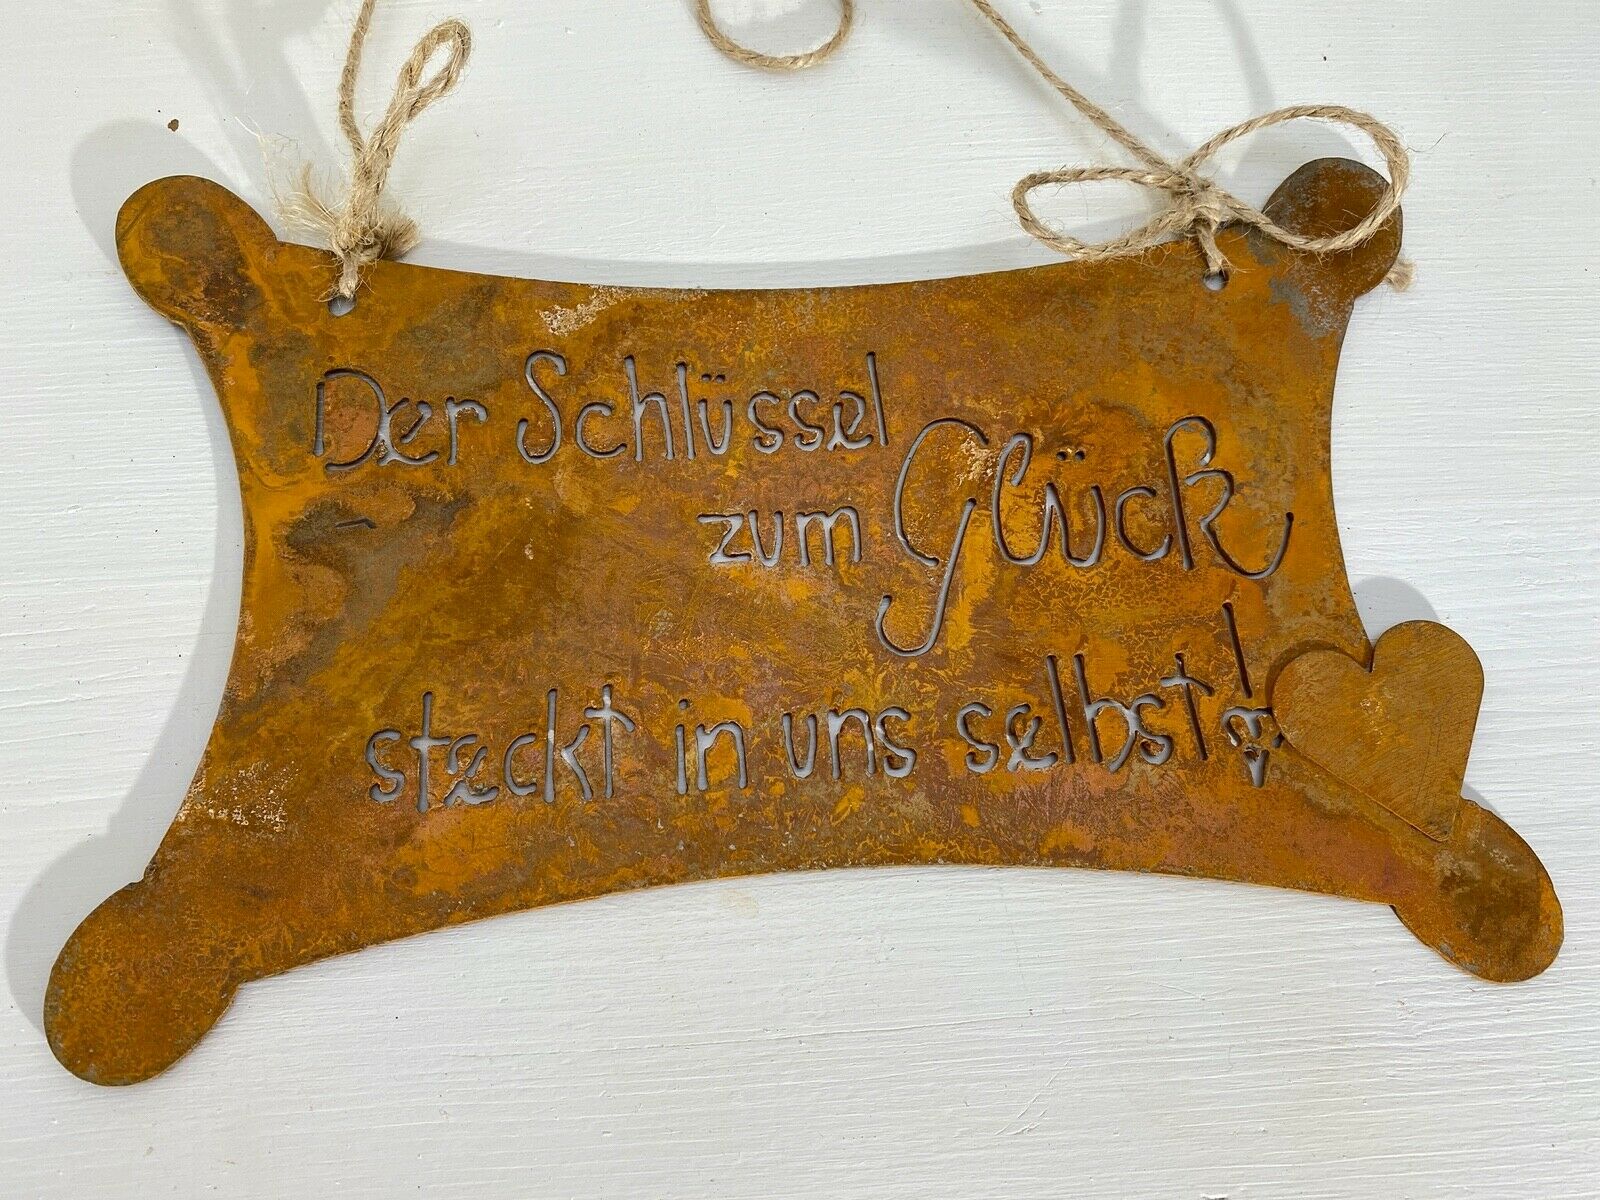 Der Schlüssel
zum Glück
steckt in uns selbst!